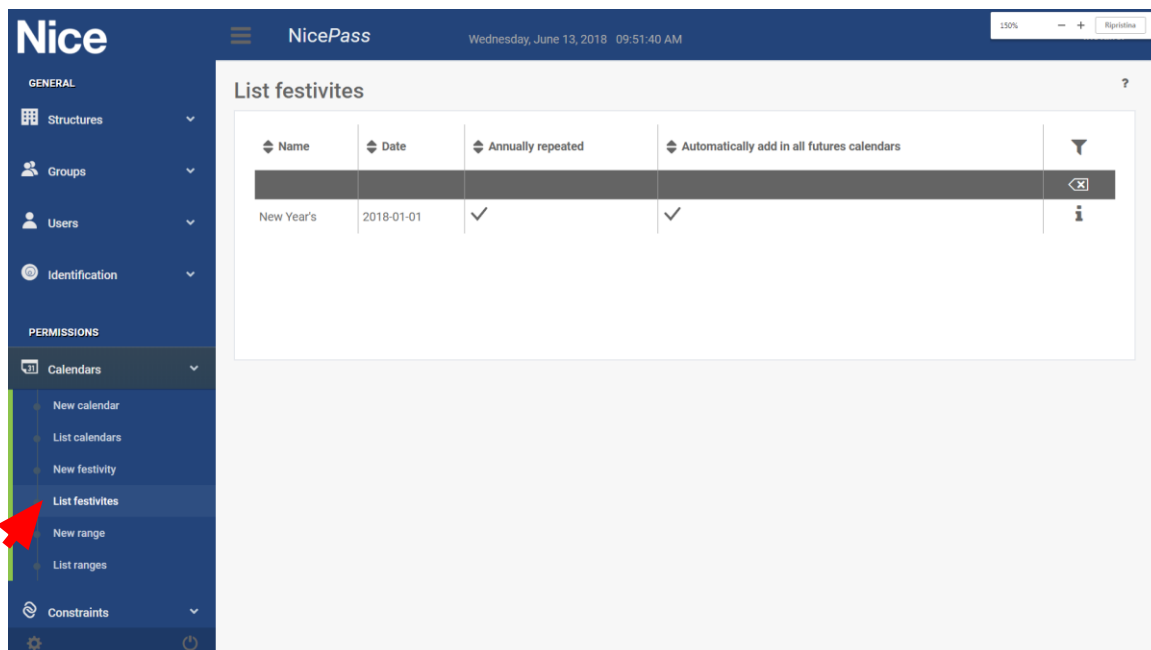 Nice
NicePass
Wednesday, June 13, 2018 09:51:40 AM
150%
− +
Ripristina
GENERAL
Structures
Groups
Users
Identification
PERMISSIONS
31 Calendars
New calendar
List calendars
New festivity
List festivites
New range
List ranges
Constraints
List festivites
?
Name Date Annually repeated Automatically add in all futures calendars
New Year's 2018-01-01